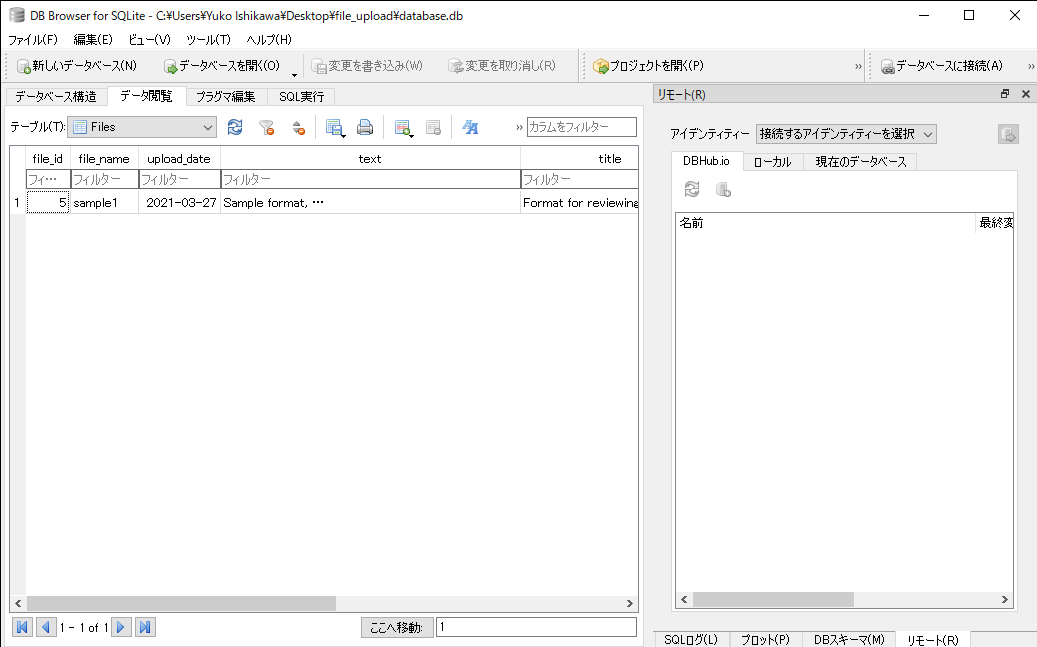 DB Browser for SQLite - C:¥Users¥Yuko Ishikawa¥Desktop¥file_upload¥database.db
ファイル(F) 編集(E) ビュー(V) ツール(T) ヘルプ(H)
新しいデータベース(N) データベースを開く(O) 変更を書き込み(W) 変更を取り消し(R) プロジェクトを開く(P) » データベースに接続(A) »
データベース構造 データ閲覧 プラグマ編集 SQL実行
リモート(R)
テーブル(T): Files » カラムをフィルター
アイデンティティー 接続するアイデンティティーを選択
DBHub.io ローカル 現在のデータベース
file_id file_name upload_date text title
フィ… フィルター フィルター フィルター フィルター
1 5 sample1 2021-03-27 Sample format, … Format for reviewing
名前 最終変
1 - 1 of 1 ここへ移動: 1
SQLログ(L) プロット(P) DBスキーマ(M) リモート(R)